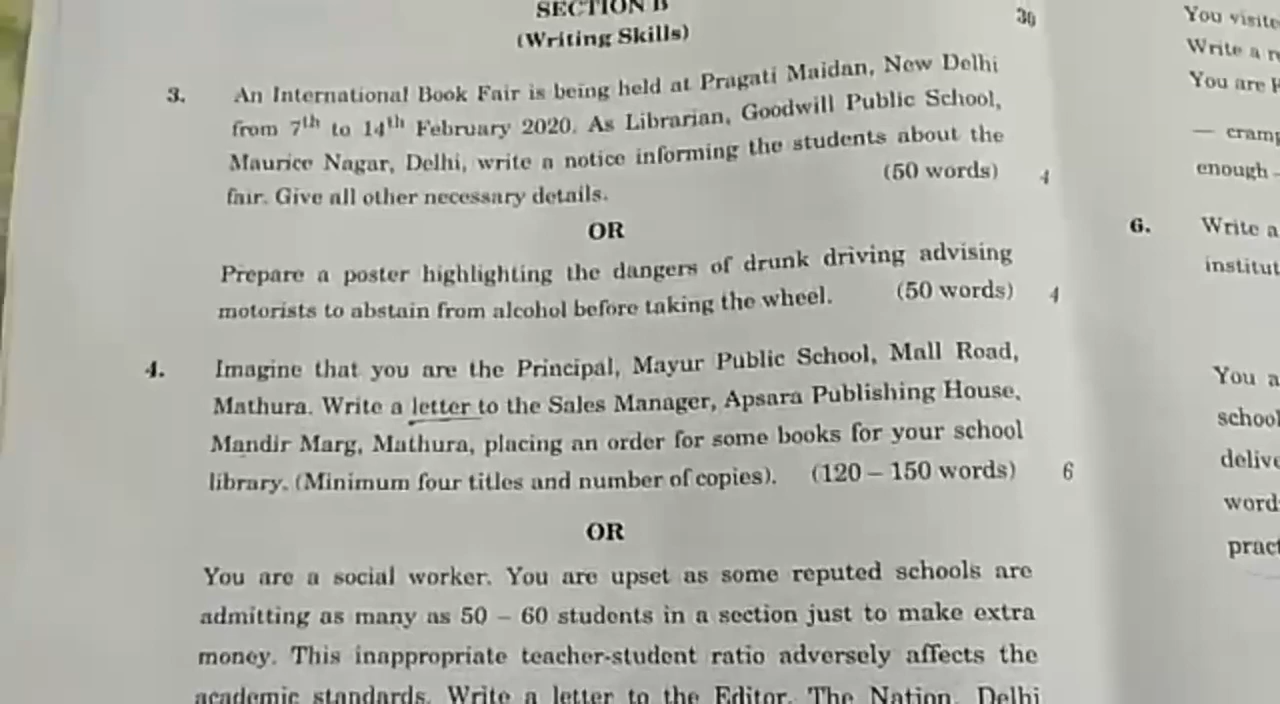 SECTION B
(Writing Skills)
30
3. An International Book Fair is being held at Pragati Maidan, New Delhi
from 7th to 14th February 2020. As Librarian, Goodwill Public School,
Maurice Nagar, Delhi, write a notice informing the students about the
fair. Give all other necessary details. (50 words) 4
OR
Prepare a poster highlighting the dangers of drunk driving advising
motorists to abstain from alcohol before taking the wheel. (50 words) 4
4. Imagine that you are the Principal, Mayur Public School, Mall Road,
Mathura. Write a letter to the Sales Manager, Apsara Publishing House,
Mandir Marg, Mathura, placing an order for some books for your school
library. (Minimum four titles and number of copies). (120 – 150 words) 6
OR
You are a social worker. You are upset as some reputed schools are
admitting as many as 50 – 60 students in a section just to make extra
money. This inappropriate teacher-student ratio adversely affects the
academic standards. Write a letter to the Editor, The Nation, Delhi
You
Write a
You are
—
enough
6. Write a
You